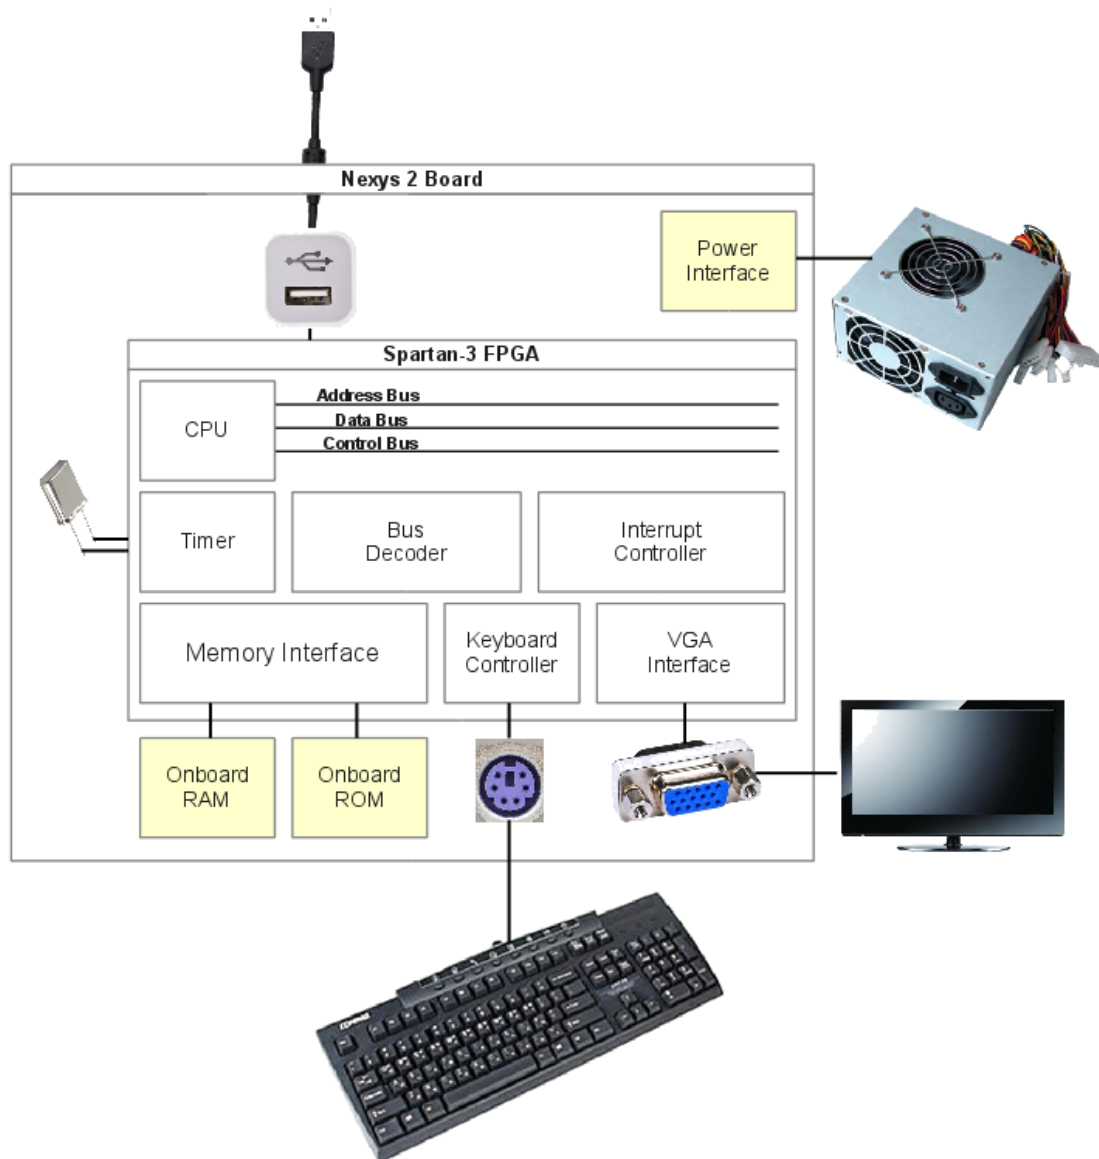 Nexys 2 Board
Power
Interface
Spartan-3 FPGA
CPU
Address Bus
Data Bus
Control Bus
Timer
Bus
Decoder
Interrupt
Controller
Memory Interface
Keyboard
Controller
VGA
Interface
Onboard
RAM
Onboard
ROM